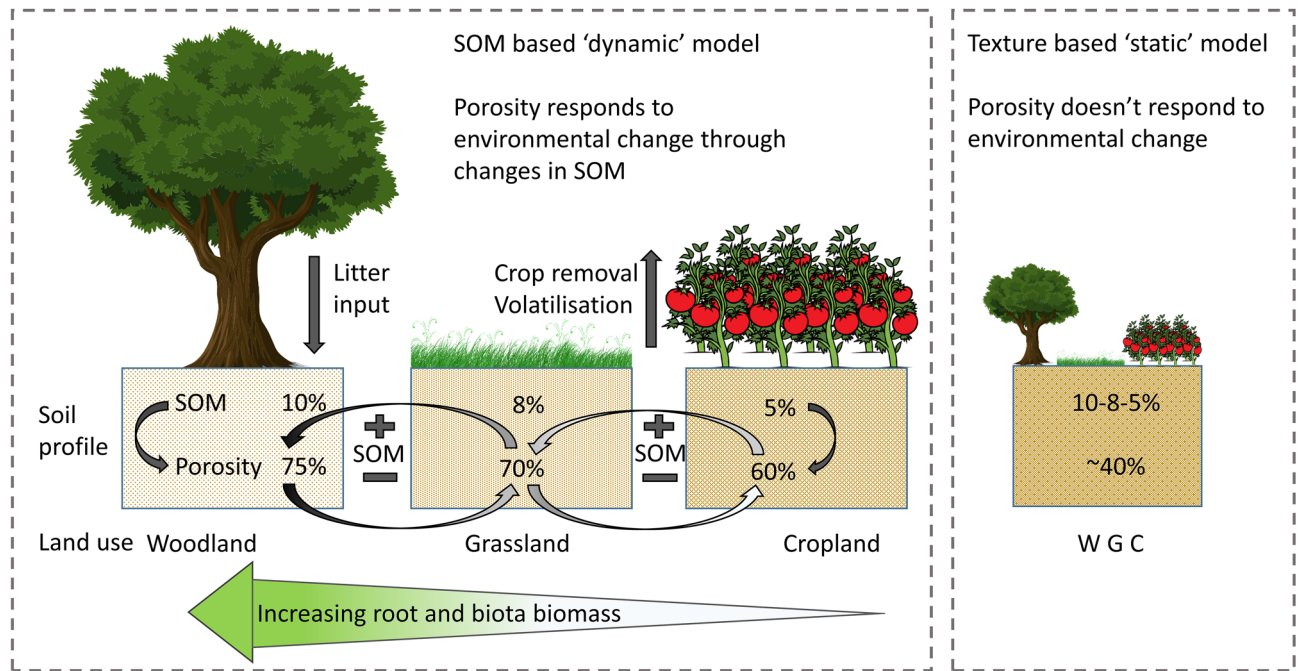 SOM based ‘dynamic’ model
Porosity responds to
environmental change through
changes in SOM
Litter
input
Crop removal
Volatilisation
Soil
profile
SOM 10%
Porosity 75%
+
SOM
−
8%
70%
+
SOM
−
5%
60%
Land use Woodland Grassland Cropland
Increasing root and biota biomass
Texture based ‘static’ model
Porosity doesn’t respond to
environmental change
10-8-5%
~40%
W G C